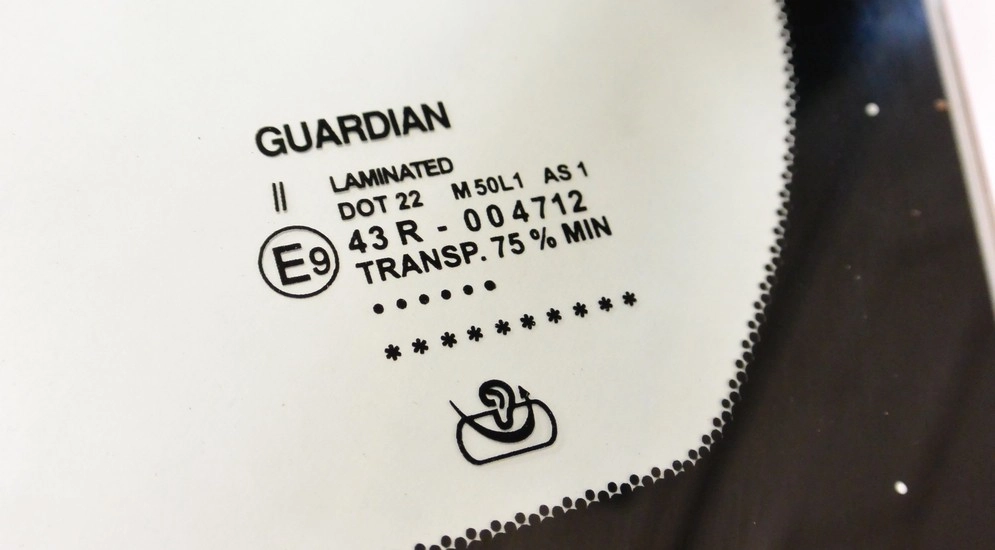 GUARDIAN
II LAMINATED
DOT 22 M50L1 AS 1
E9 43 R - 004712
TRANSP. 75 % MIN
••••••
**********